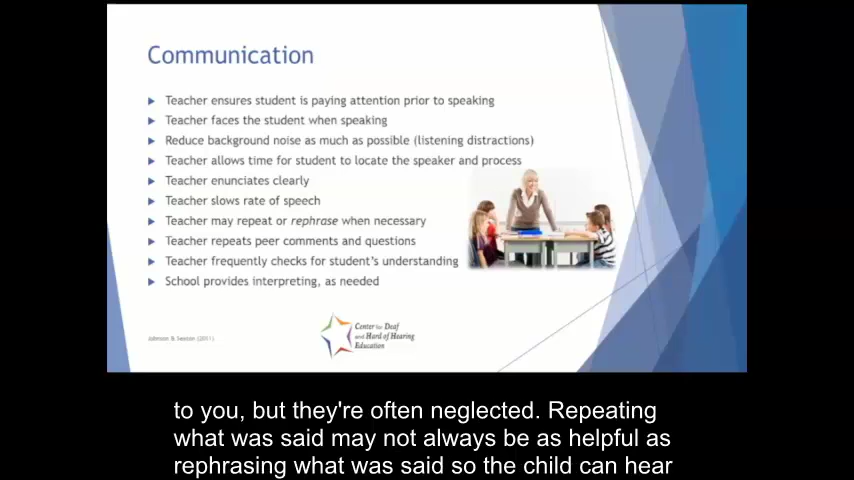 Communication
Teacher ensures student is paying attention prior to speaking
Teacher faces the student when speaking
Reduce background noise as much as possible (listening distractions)
Teacher allows time for student to locate the speaker and process
Teacher enunciates clearly
Teacher slows rate of speech
Teacher may repeat or rephrase when necessary
Teacher repeats peer comments and questions
Teacher frequently checks for student's understanding
School provides interpreting, as needed
Center for Deaf
and Hard of Hearing
Education
Johnson & Seaton (2011)
to you, but they're often neglected. Repeating
what was said may not always be as helpful as
rephrasing what was said so the child can hear